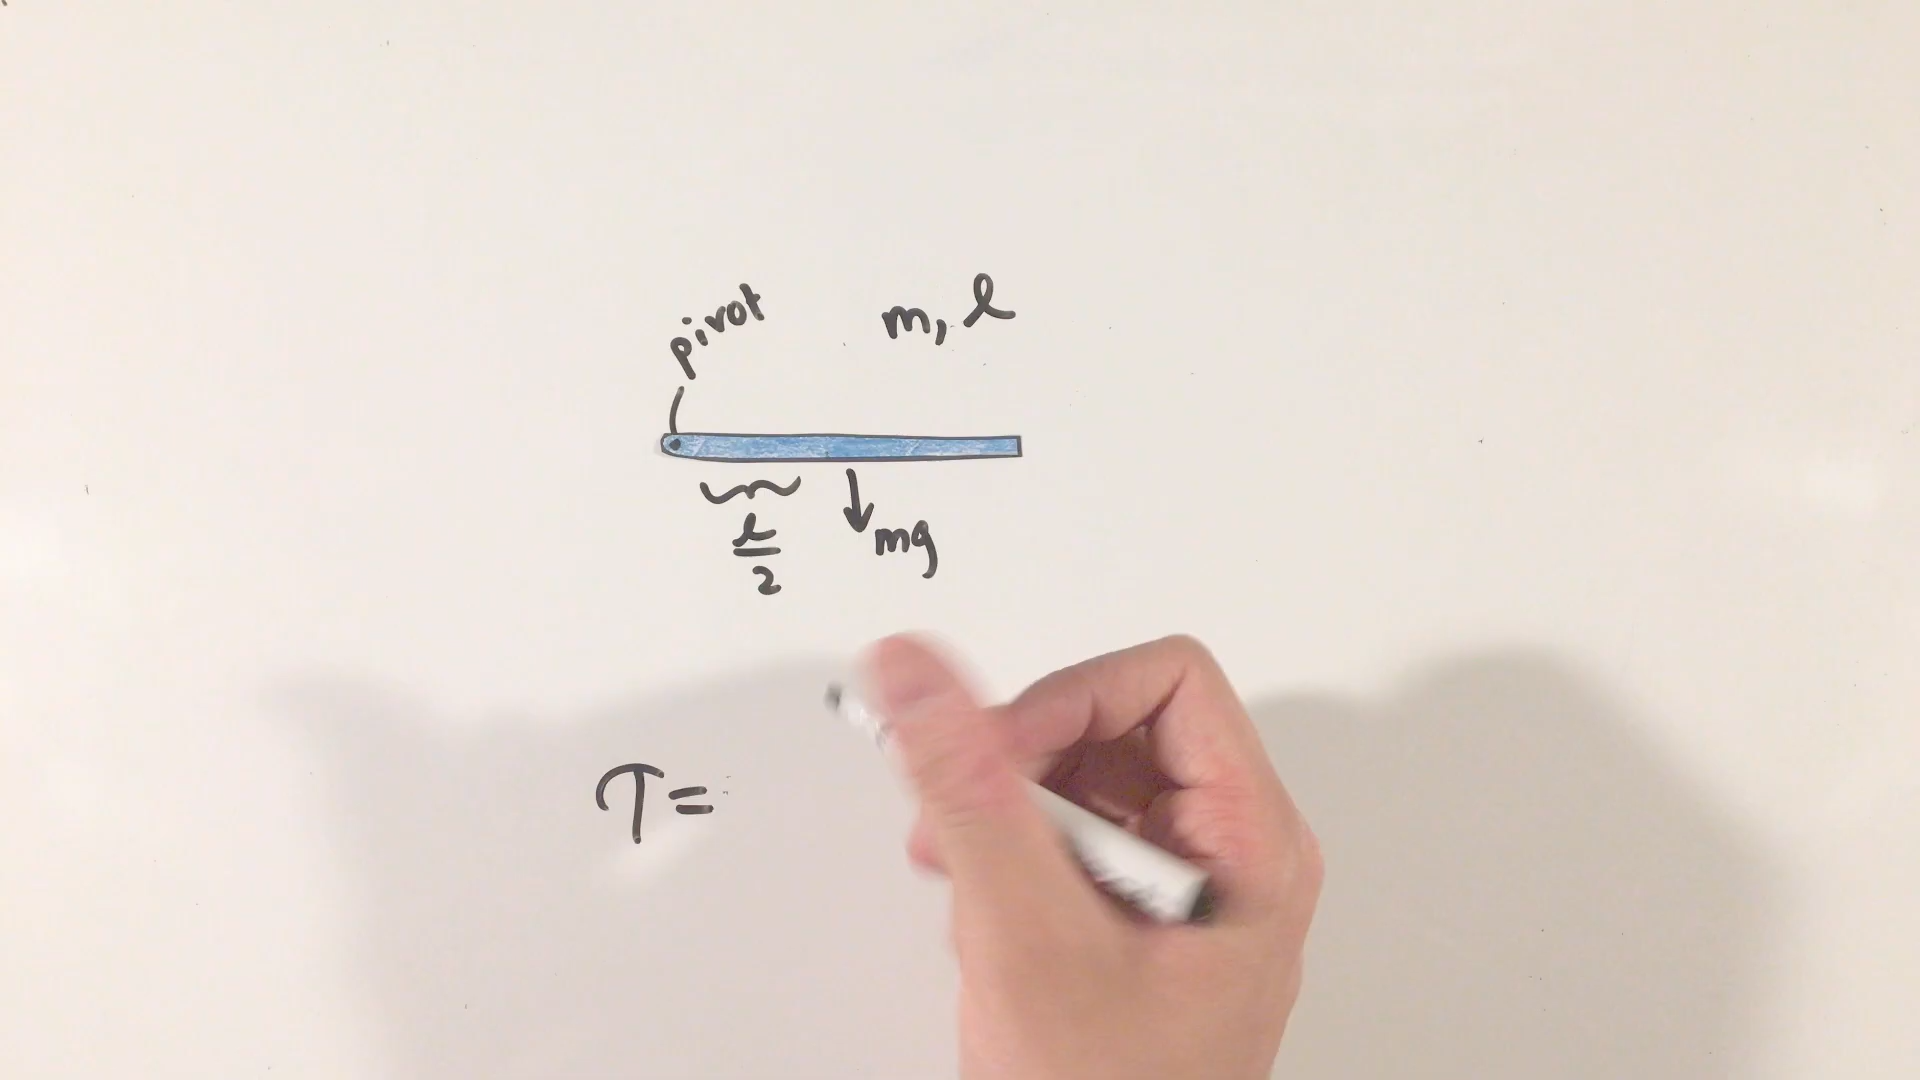 pivot
m, l
l/2
mg
τ=